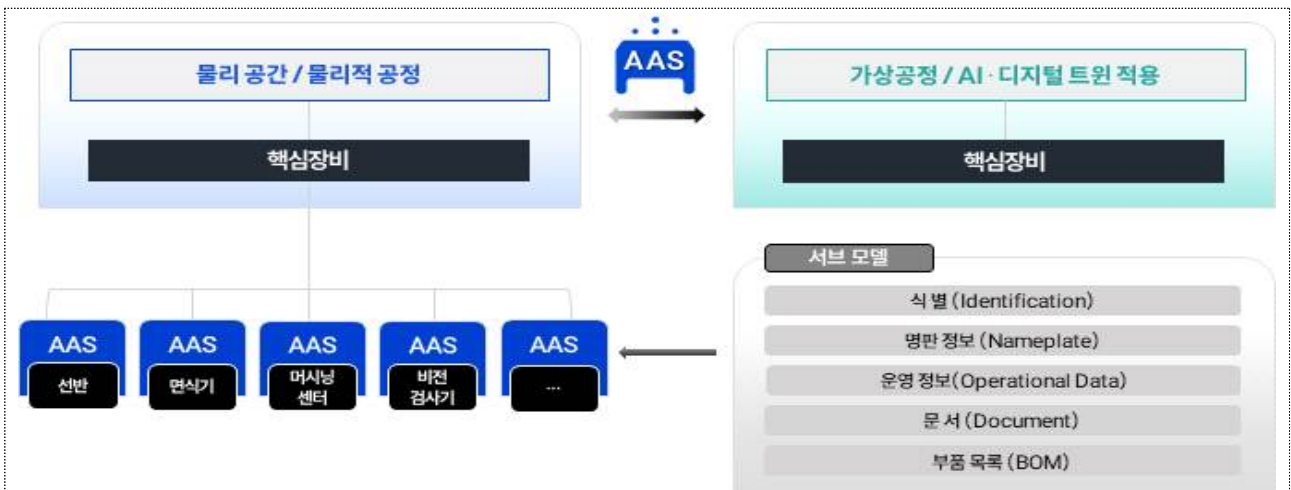 물리 공간 / 물리적 공정
AAS
가상공정 / AI · 디지털 트윈 적용
핵심장비
핵심장비
서브 모델
식 별 (Identification)
명판 정보 (Nameplate)
운영 정보(Operational Data)
문 서 (Document)
부품 목록 (BOM)
AAS
선반
AAS
면식기
AAS
머시닝
센터
AAS
비전
검사기
AAS
...